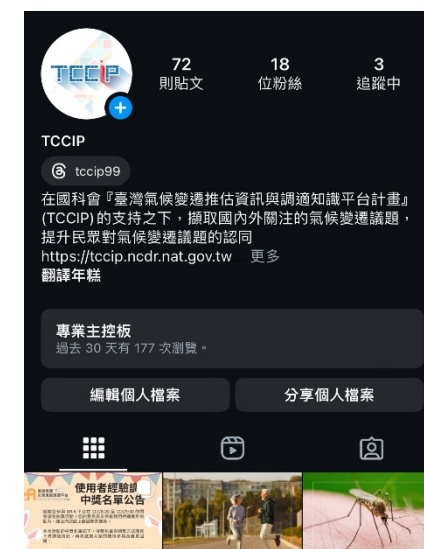 TCCIP
72
則貼文
18
位粉絲
3
追蹤中
TCCIP
tccip99
在國科會『臺灣氣候變遷推估
資訊與調適知識平台計畫』
(TCCIP)的支持之下，擷取國內外關注的氣候變遷議題，
提升民眾對氣候變遷議題的認同
https://tccip.ncdr.nat.gov.tw... 更多
翻譯年糕
專業主控板
過去 30 天有 177 次瀏覽。
編輯個人檔案
分享個人檔案
使用者經驗
中獎名單公告